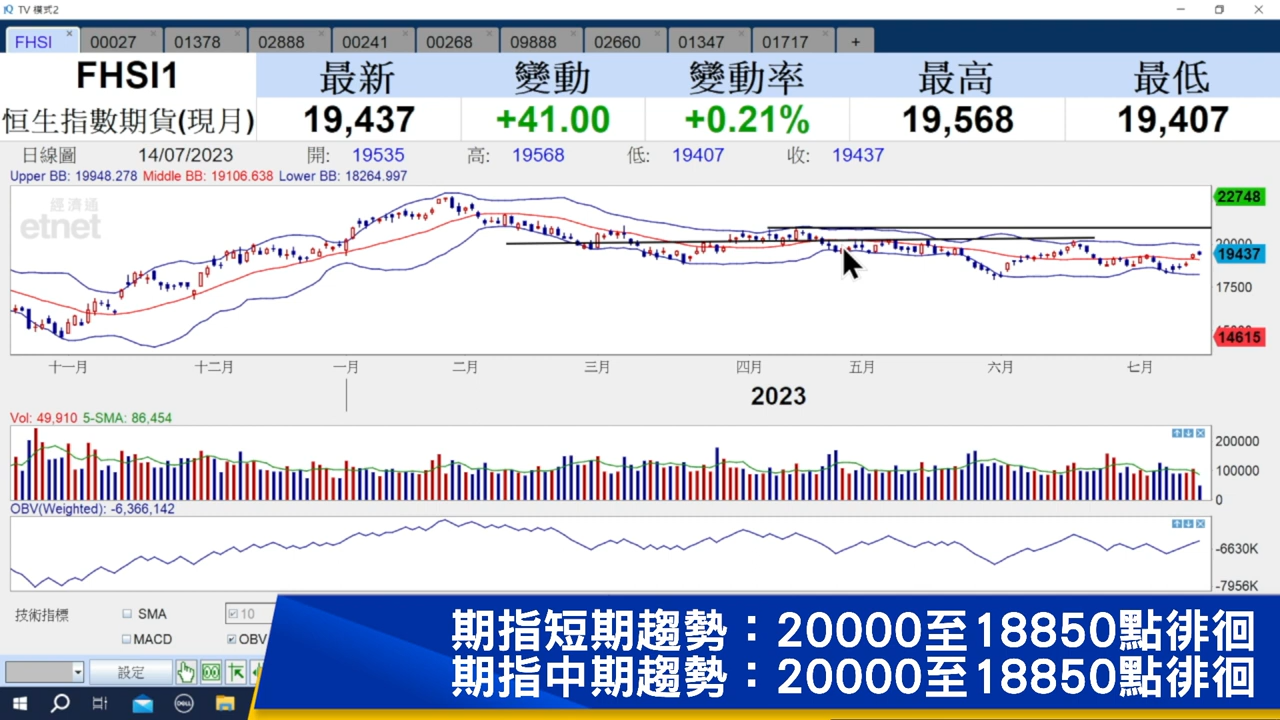 TV 模式2
FHSI 00027 01378 02888 00241 00268 09888 02660 01347 01717 +
FHSI1 最新 變動 變動率 最高 最低
恒生指數期貨(現月) 19,437 +41.00 +0.21% 19,568 19,407
日線圖 14/07/2023 開: 19535 高: 19568 低: 19407 收: 19437
Upper BB: 19948.278 Middle BB: 19106.638 Lower BB: 18264.997
經濟通
etnet
22748
20000
19437
17500
14615
十一月 十二月 一月 二月 三月 四月 五月 六月 七月
2023
Vol: 49,910 5-SMA: 86,454
200000
100000
0
OBV(Weighted): -6,366,142
-6630K
-7956K
技術指標 SMA 10
MACD OBV
設定
期指短期趨勢：20000至18850點徘徊
期指中期趨勢：20000至18850點徘徊
DELL